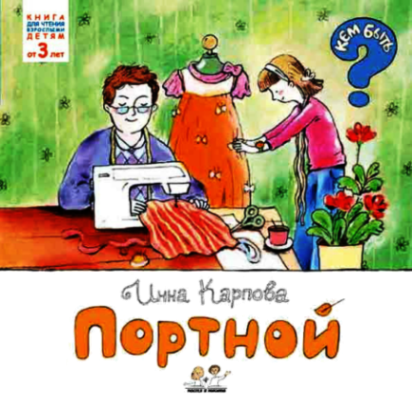 КНИГА
ДЛЯ ЧТЕНИЯ
ВЗРОСЛЫМИ
ДЕТЯМ
от 3 лет
КЕМ БЫТЬ
?
Инна Карпова
Портной